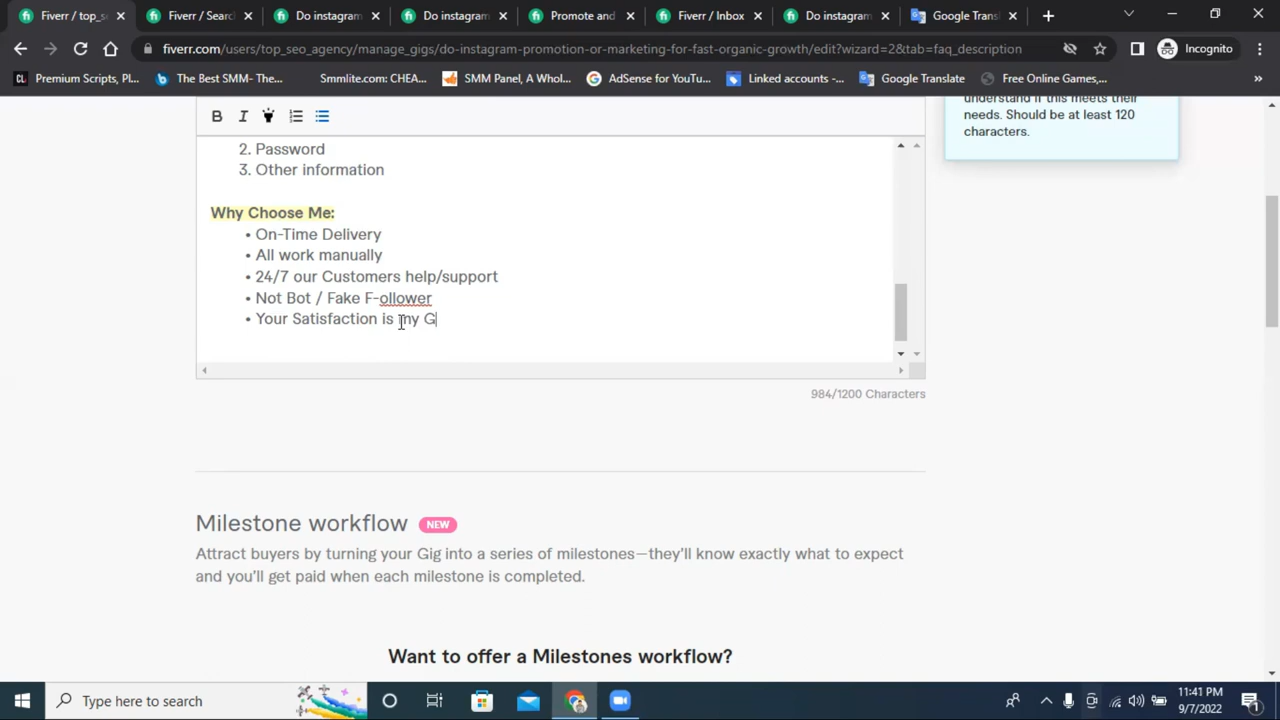 Fiverr / top_s
Fiverr / Searc
Do instagram
Do instagram
Promote and
Fiverr / Inbox
Do instagram
Google Transl
fiverr.com/users/top_seo_agency/manage_gigs/do-instagram-promotion-or-marketing-for-fast-organic-growth/edit?wizard=2&tab=faq_description
Incognito
Premium Scripts, Pl...
The Best SMM- The...
Smmlite.com: CHEA...
SMM Panel, A Whol...
AdSense for YouTu...
Linked accounts -...
Google Translate
Free Online Games,...
»
understand if this meets their
needs. Should be at least 120
characters.
B I
2. Password
3. Other information
Why Choose Me:
• On-Time Delivery
• All work manually
• 24/7 our Customers help/support
• Not Bot / Fake F-ollower
• Your Satisfaction is my G
984/1200 Characters
Milestone workflow NEW
Attract buyers by turning your Gig into a series of milestones—they'll know exactly what to expect
and you'll get paid when each milestone is completed.
Want to offer a Milestones workflow?
Type here to search
11:41 PM
9/7/2022
1